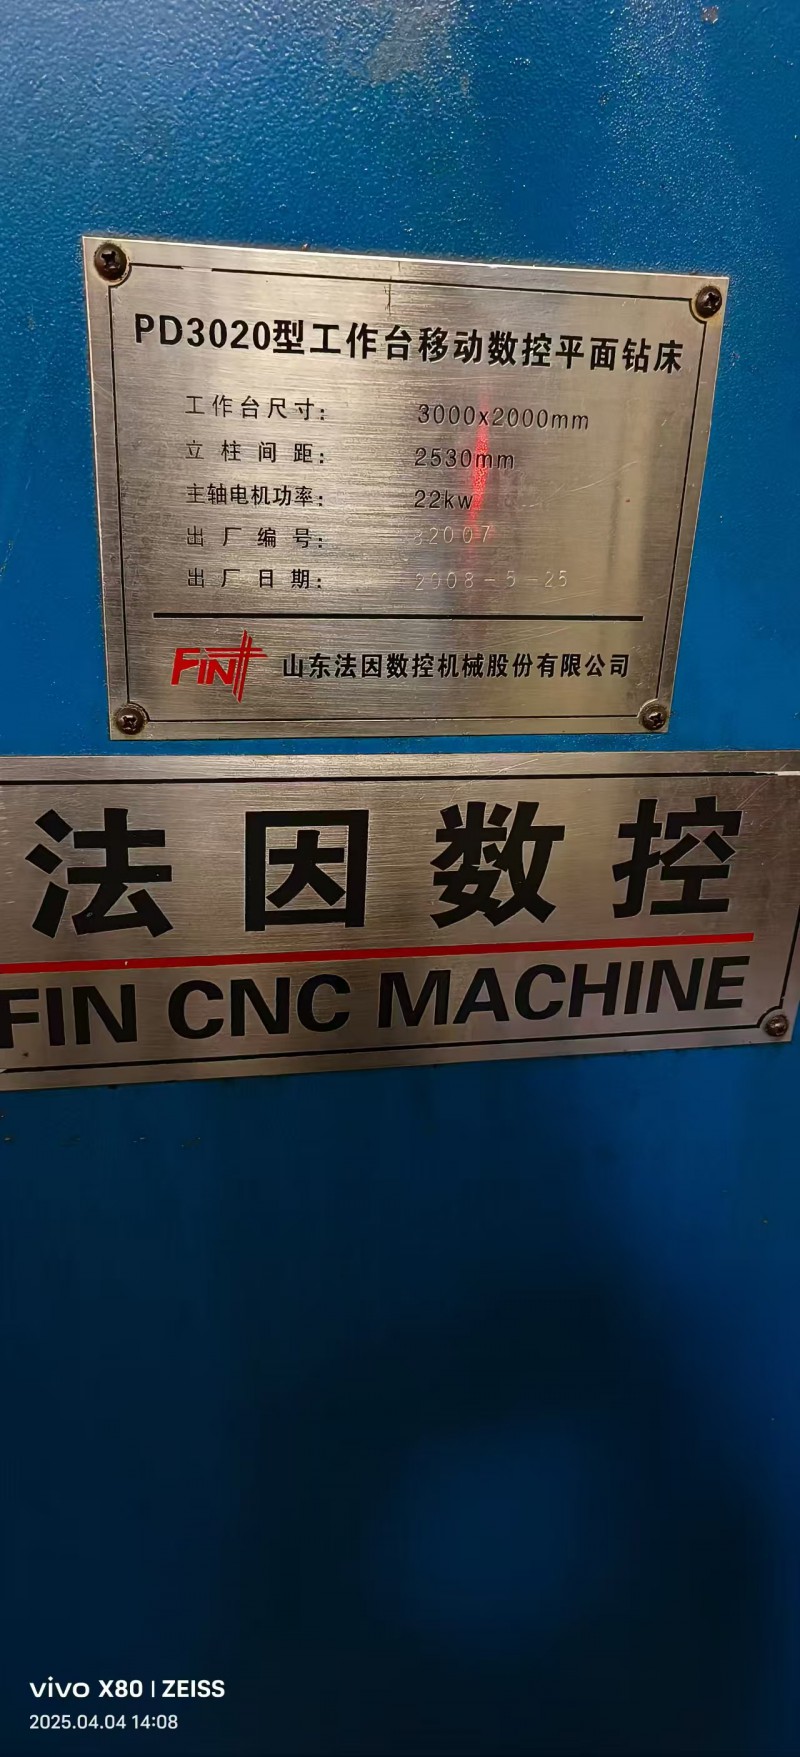 PD3020型工作台移动数控平面钻床
工作台尺寸: 3000x2000mm
立柱间距: 2530mm
主轴电机功率: 22kw
出厂编号: 82007
出厂日期: 2008-5-25
FIN 山东法因数控机械股份有限公司
法因数控
FIN CNC MACHINE
vivo X80 | ZEISS
2025.04.04 14:08